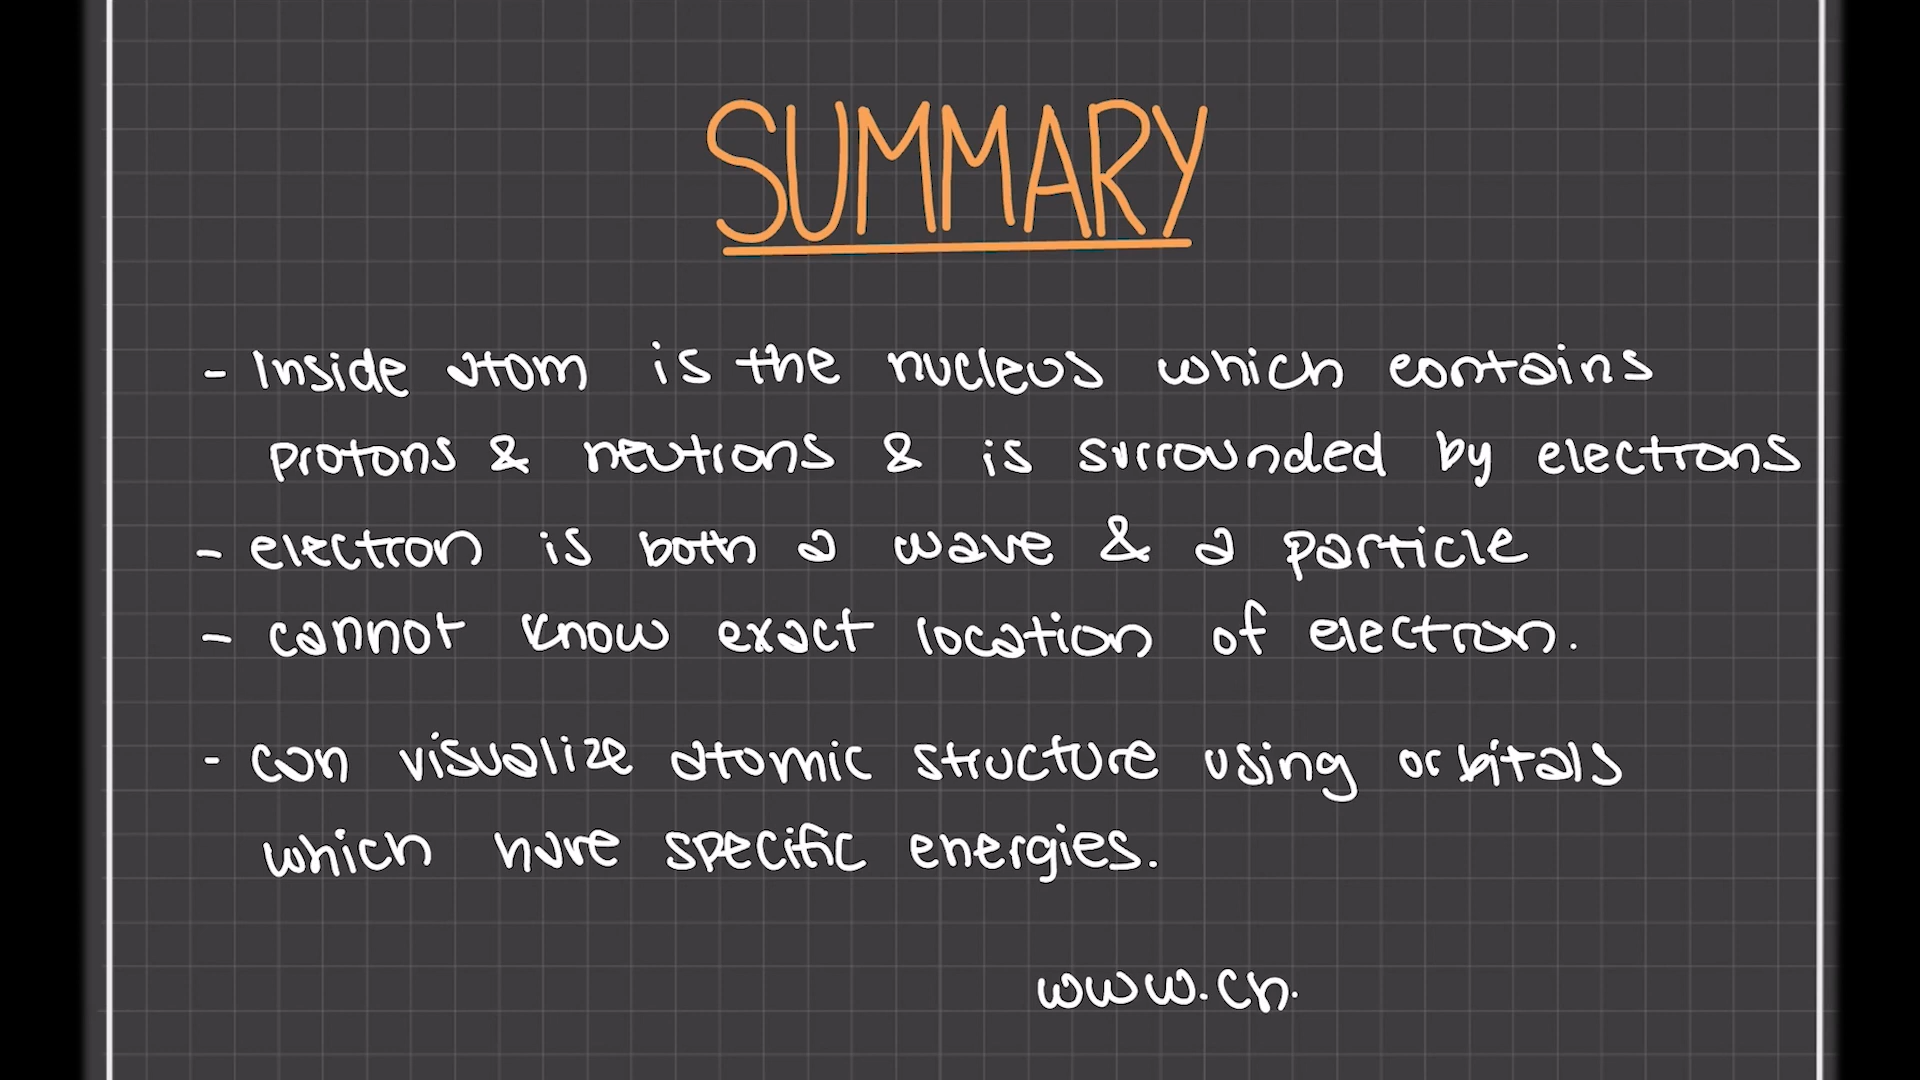 SUMMARY
- Inside atom is the nucleus which contains
protons & neutrons & is surrounded by electrons
- electron is both a wave & a particle
- cannot know exact location of electron.
- can visualize atomic structure using orbitals
which have specific energies.
www.ch.